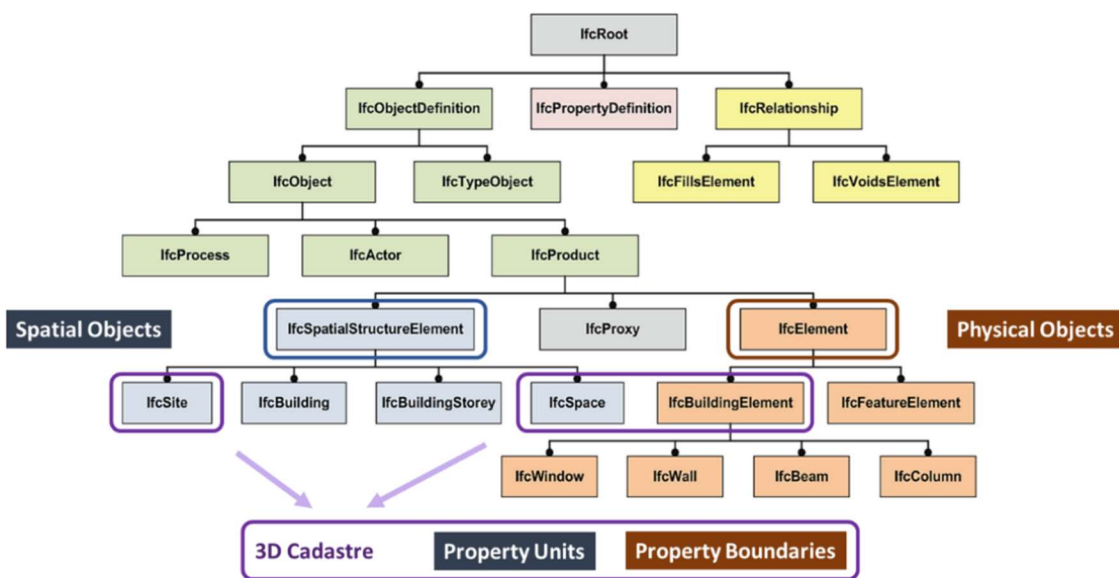 IfcRoot
IfcObjectDefinition
IfcPropertyDefinition
IfcRelationship
IfcObject
IfcTypeObject
IfcFillsElement
IfcVoidsElement
IfcProcess
IfcActor
IfcProduct
Spatial Objects
IfcSpatialStructureElement
IfcProxy
IfcElement
Physical Objects
IfcSite
IfcBuilding
IfcBuildingStorey
IfcSpace
IfcBuildingElement
IfcFeatureElement
IfcWindow
IfcWall
IfcBeam
IfcColumn
3D Cadastre
Property Units
Property Boundaries